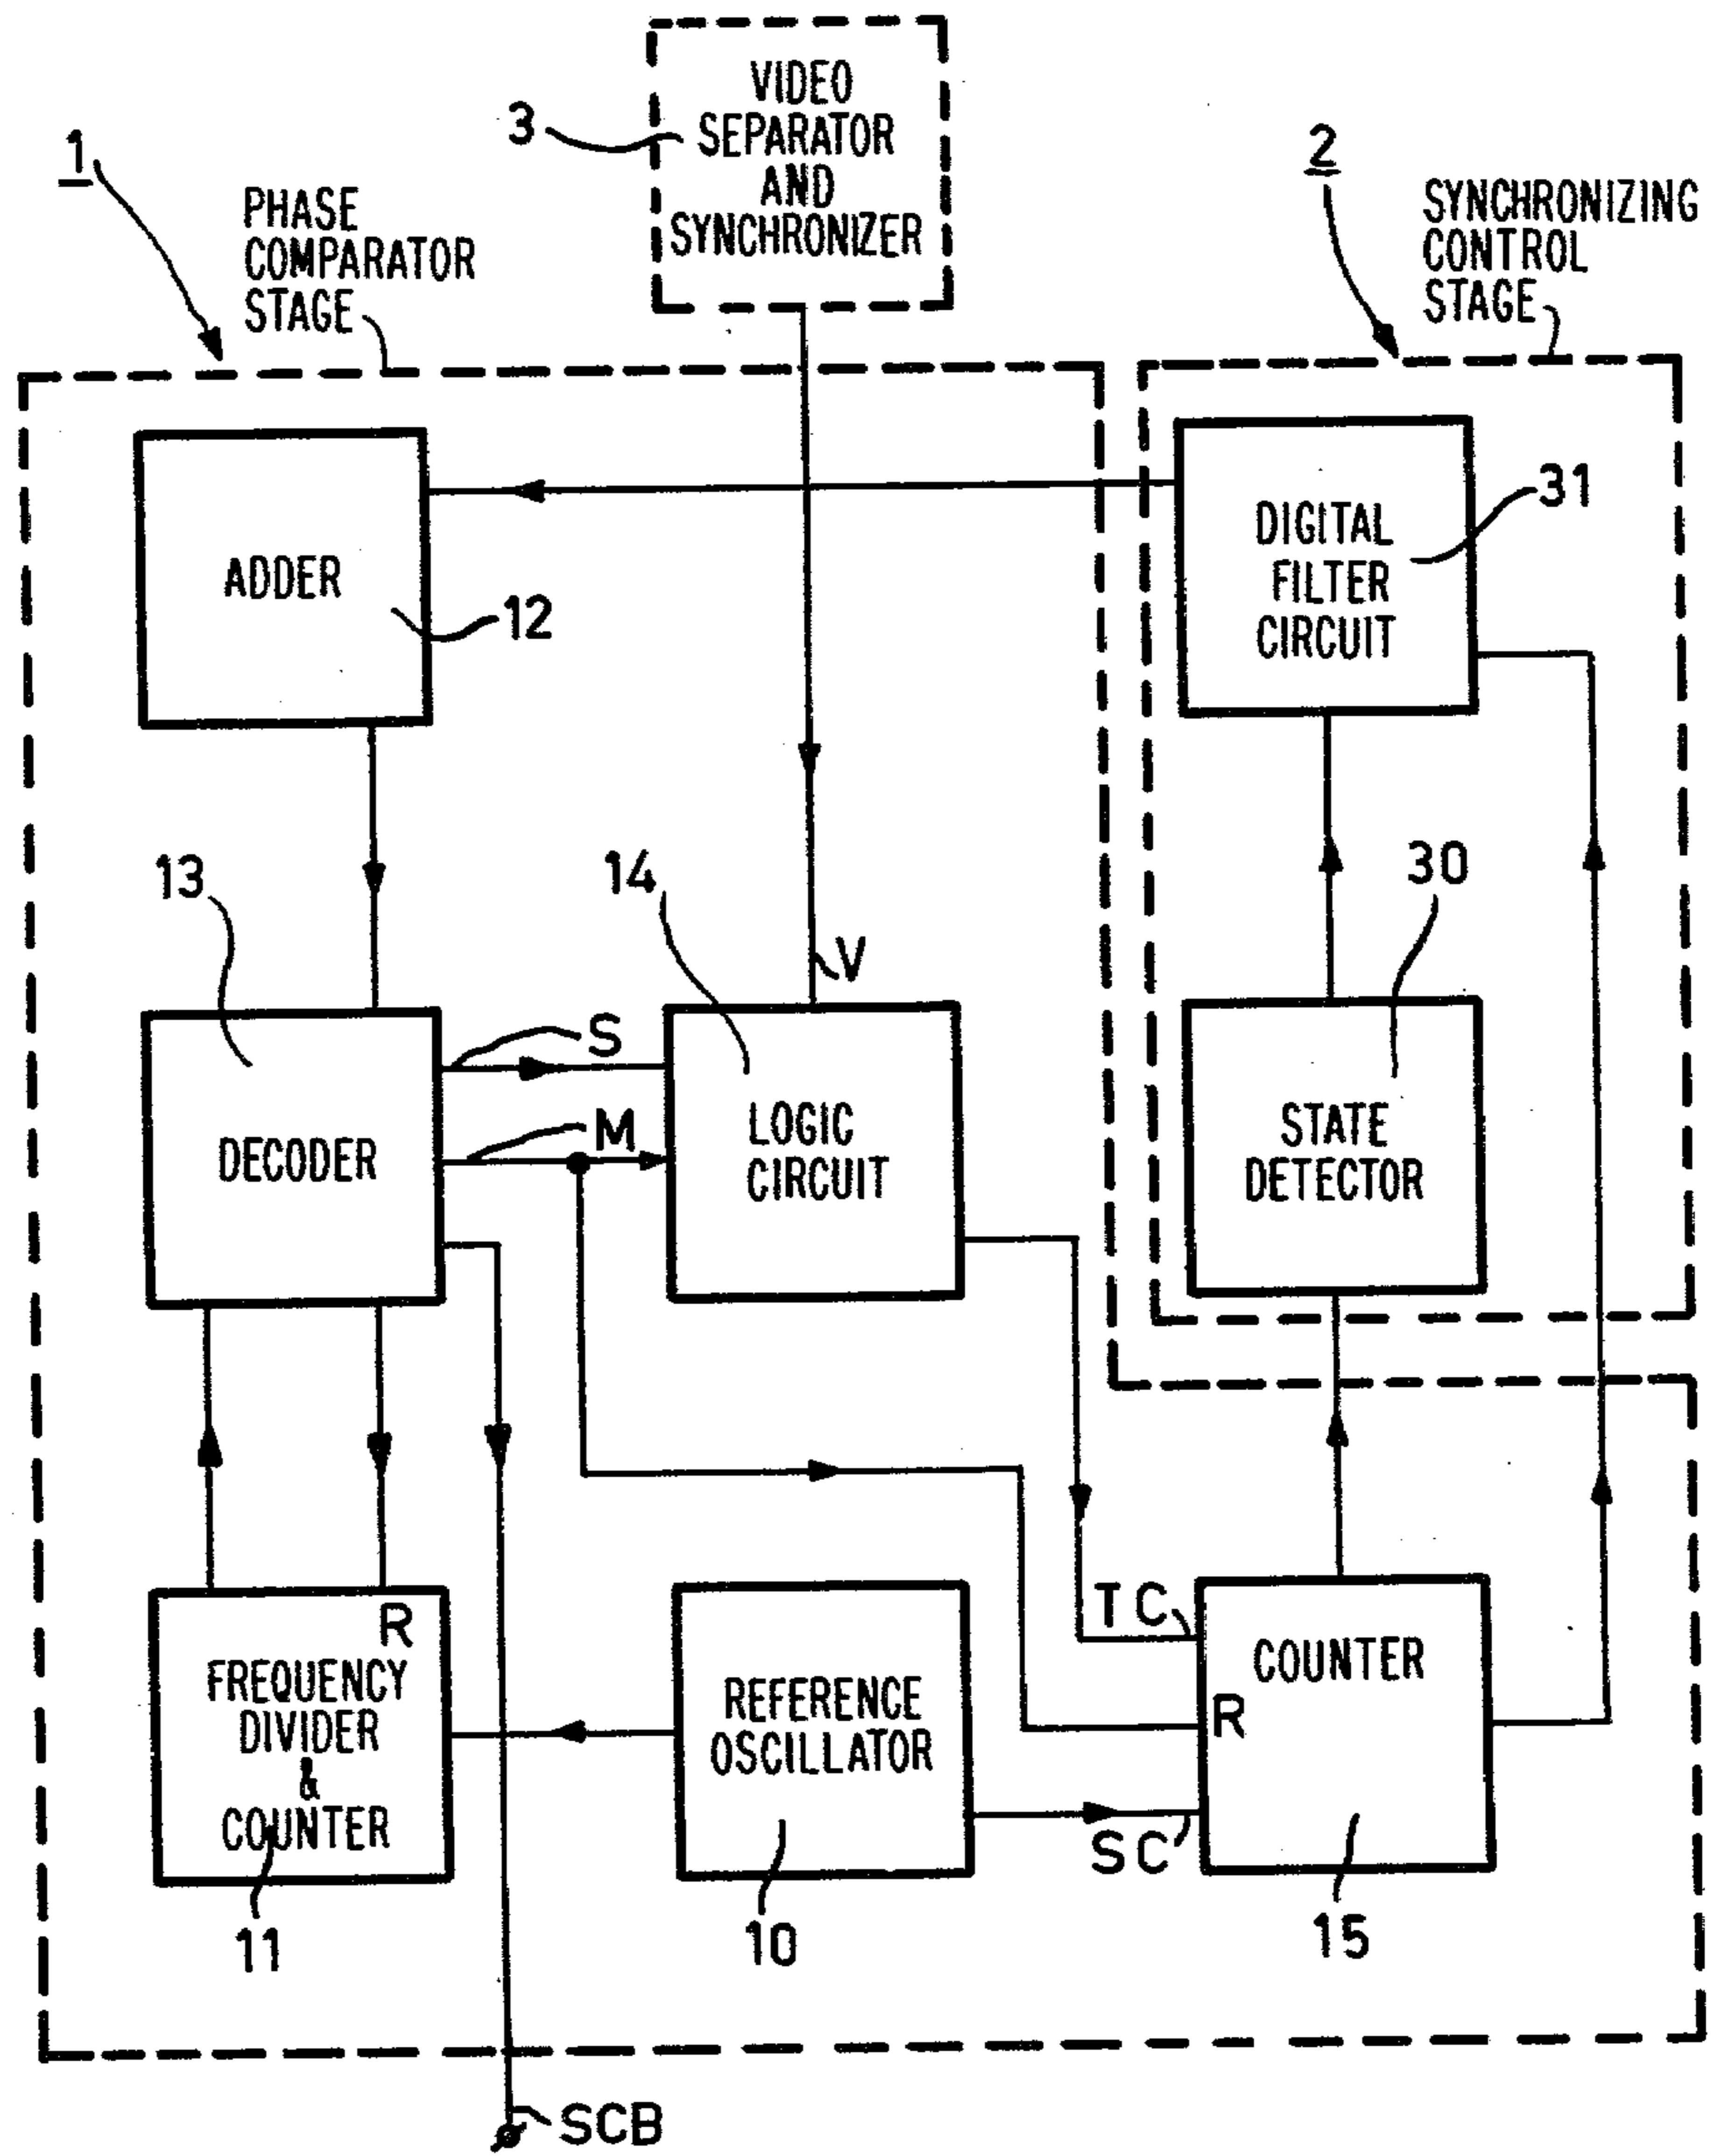 VIDEO
SEPARATOR
AND
SYNCHRONIZER
3
1
PHASE
COMPARATOR
STAGE
2
SYNCHRONIZING
CONTROL
STAGE
ADDER
12
DIGITAL
FILTER
CIRCUIT
31
13
14
V
30
S
M
DECODER
LOGIC
CIRCUIT
STATE
DETECTOR
R
FREQUENCY
DIVIDER
&
COUNTER
11
REFERENCE
OSCILLATOR
10
TC
COUNTER
R
SC
15
SCB